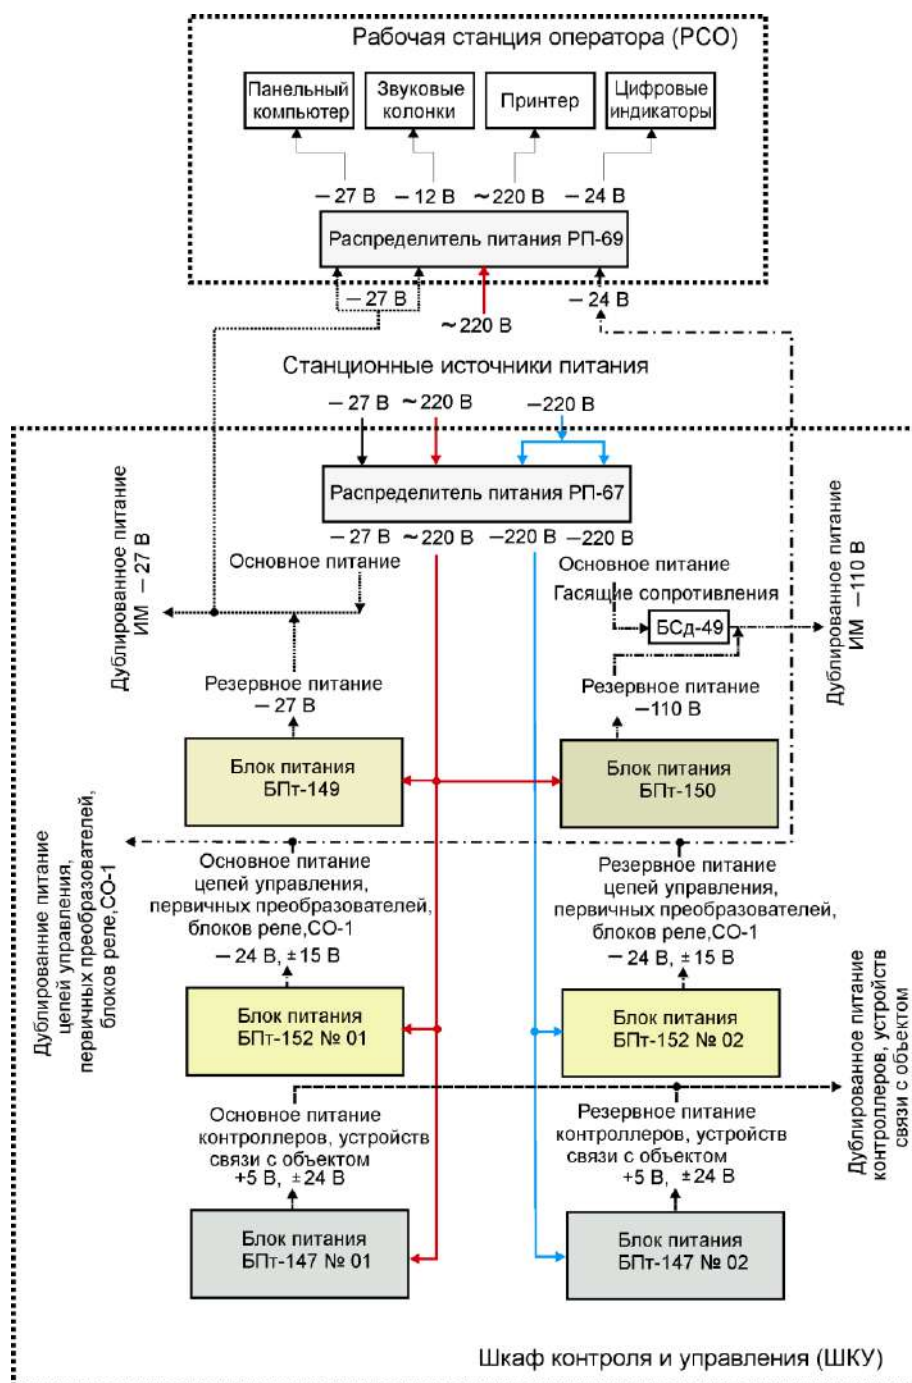 Рабочая станция оператора (РСО)
Панельный
компьютер
Звуковые
колонки
Принтер
Цифровые
индикаторы
— 27 В
— 12 В
~220 В
— 24 В
Распределитель питания РП-69
— 27 В
~220 В
— 24 В
Станционные источники питания
— 27 В
~220 В
—220 В
Распределитель питания РП-67
— 27 В
~220 В
—220 В
—220 В
Дублированное питание
ИМ — 27 В
Основное питание
Основное питание
Гасящие сопротивления
БСд-49
Дублированное питание
ИМ —110 В
Резервное питание
— 27 В
Резервное питание
—110 В
Блок питания
БПт-149
Блок питания
БПт-150
Дублированние питание
цепей управления,
первичных преобразователей,
блоков реле,СО-1
Основное питание
цепей управления,
первичных преобразователей,
блоков реле,СО-1
— 24 В, ±15 В
Резервное питание
цепей управления,
первичных преобразователей,
блоков реле,СО-1
— 24 В, ±15 В
Блок питания
БПт-152 № 01
Блок питания
БПт-152 № 02
Дублированное питание
контроллеров, устройств
связи с объектом
Основное питание
контроллеров, устройств
связи с объектом
+5 В, ±24 В
Резервное питание
контроллеров, устройств
связи с объектом
+5 В, ±24 В
Блок питания
БПт-147 № 01
Блок питания
БПт-147 № 02
Шкаф контроля и управления (ШКУ)